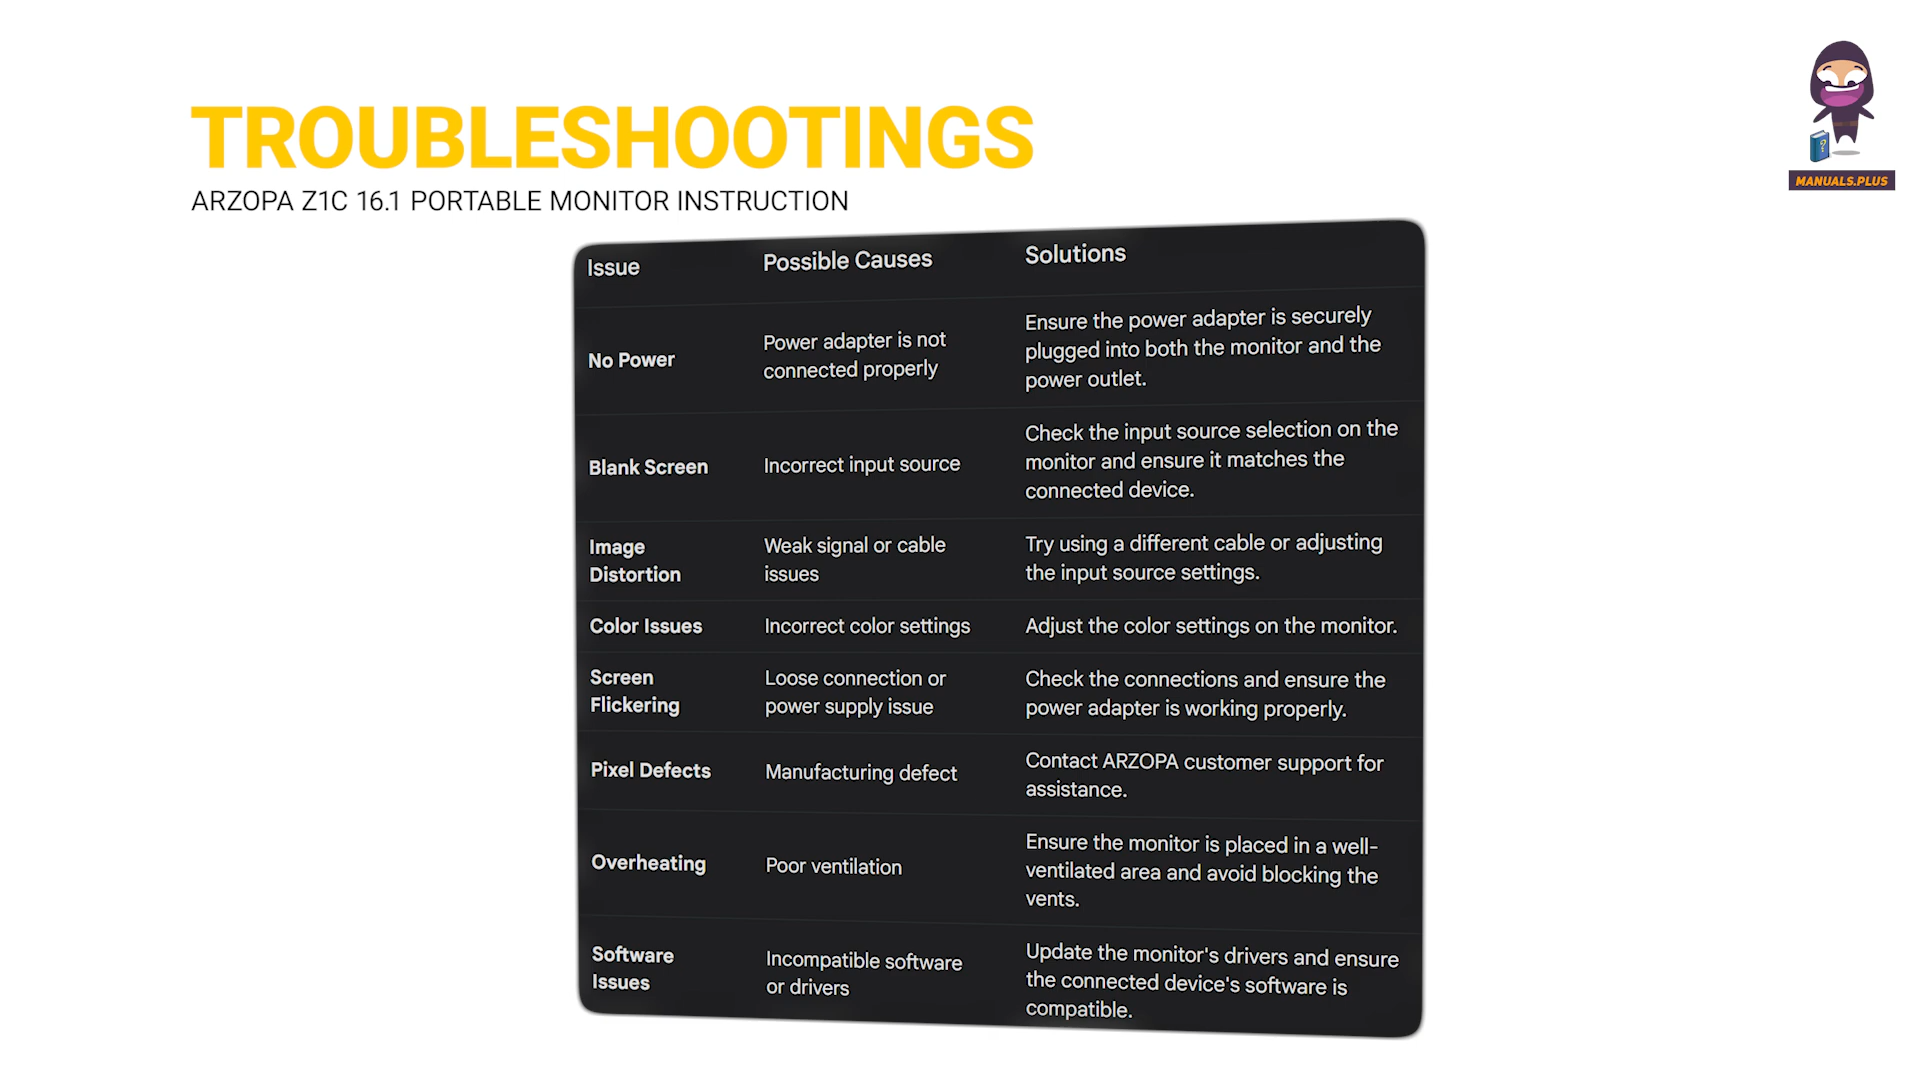 TROUBLESHOOTINGS
ARZOPA Z1C 16.1 PORTABLE MONITOR INSTRUCTION
?
MANUALS.PLUS
Issue
Possible Causes
Solutions
No Power
Power adapter is not
connected properly
Ensure the power adapter is securely
plugged into both the monitor and the
power outlet.
Blank Screen
Incorrect input source
Check the input source selection on the
monitor and ensure it matches the
connected device.
Image
Distortion
Weak signal or cable
issues
Try using a different cable or adjusting
the input source settings.
Color Issues
Incorrect color settings
Adjust the color settings on the monitor.
Screen
Flickering
Loose connection or
power supply issue
Check the connections and ensure the
power adapter is working properly.
Pixel Defects
Manufacturing defect
Contact ARZOPA customer support for
assistance.
Overheating
Poor ventilation
Ensure the monitor is placed in a well-
ventilated area and avoid blocking the
vents.
Software
Issues
Incompatible software
or drivers
Update the monitor's drivers and ensure
the connected device's software is
compatible.